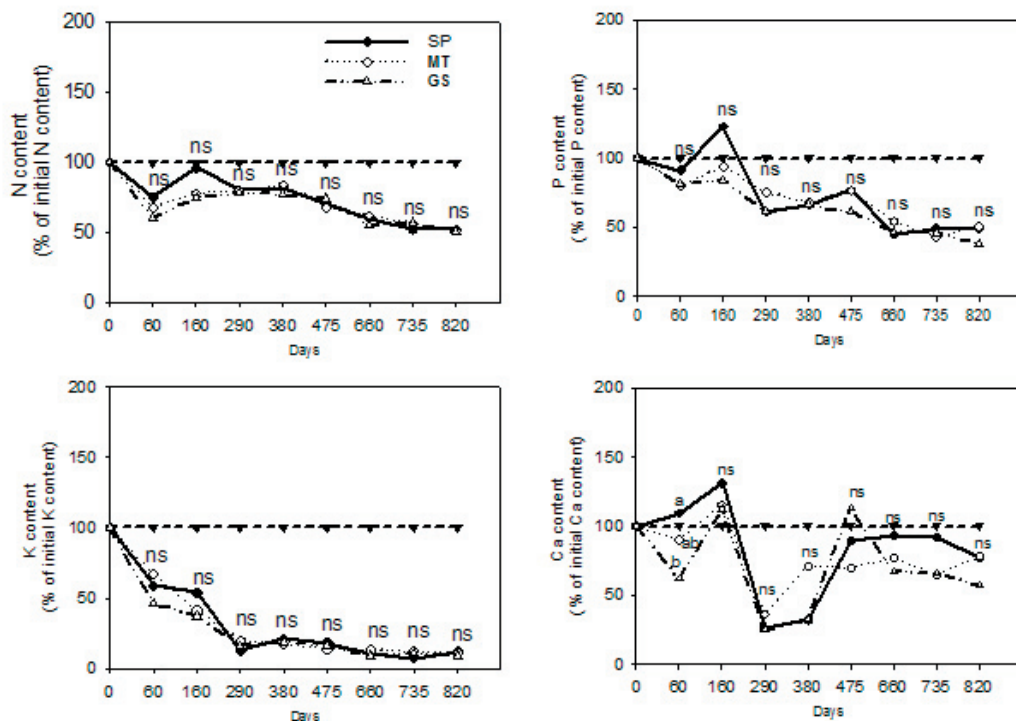 200
150
100
50
0
N content
(% of initial N content)
SP
MT
GS
ns
ns
ns
ns
ns
ns
ns
ns
0 60 160 290 380 475 660 735 820
Days
200
150
100
50
0
P content
(% of initial P content)
ns
ns
ns
ns
ns
ns
ns
ns
0 60 160 290 380 475 660 735 820
Days
200
150
100
50
0
K content
(% of initial K content)
ns
ns
ns
ns
ns
ns
ns
ns
0 60 160 290 380 475 660 735 820
Days
200
150
100
50
0
Ca content
(% of initial Ca content)
a
ab
b
ns
ns
ns
ns
ns
ns
ns
0 60 160 290 380 475 660 735 820
Days